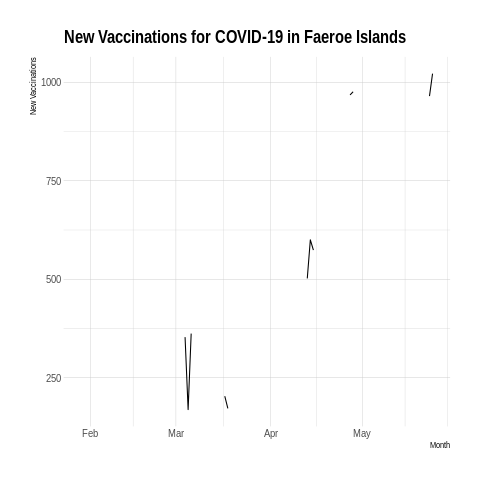 New Vaccinations for COVID-19 in Faeroe Islands
New Vaccinations
1000
750
500
250
Feb Mar Apr May
Month